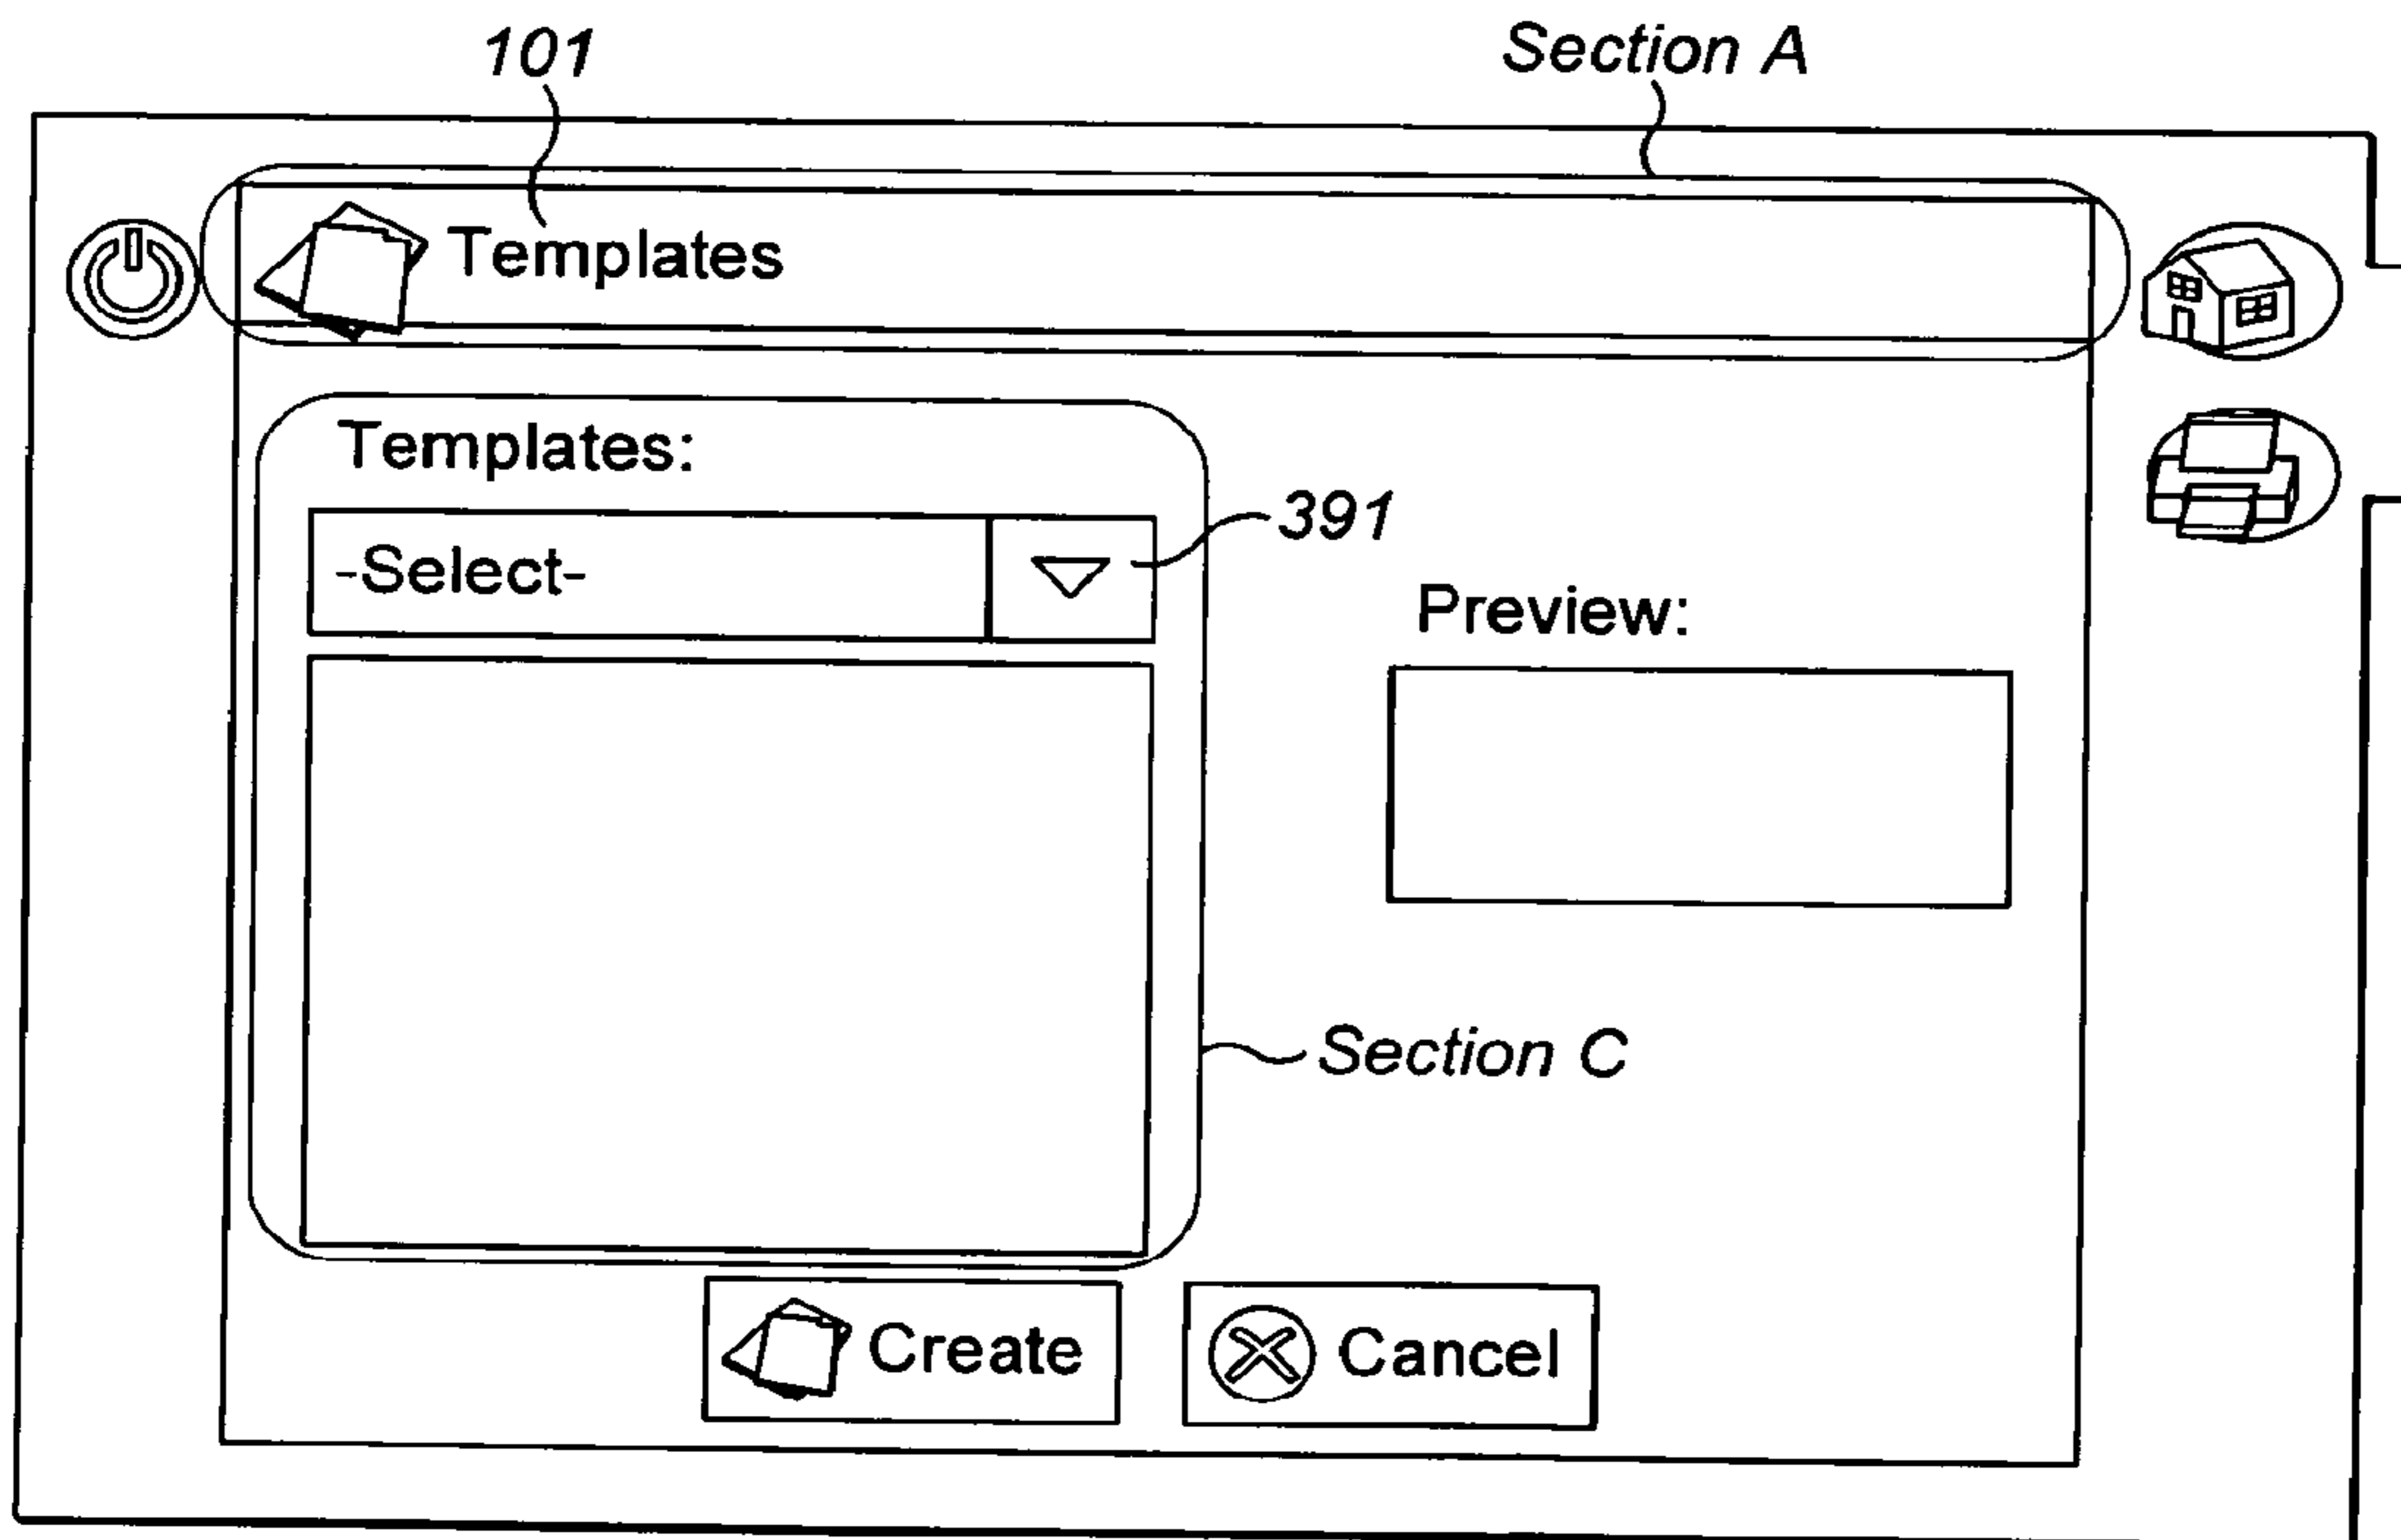 101
Section A
Templates
Templates:
-Select-
391
Preview:
Section C
Create
Cancel